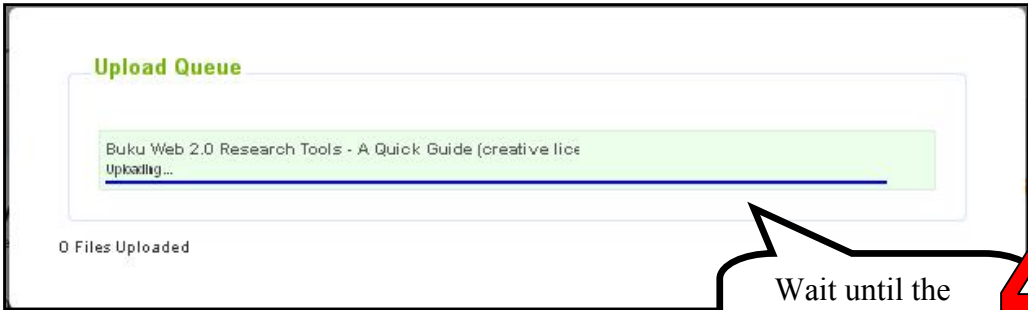 Upload Queue
Buku Web 2.0 Research Tools - A Quick Guide (creative lice
Uploading...
0 Files Uploaded
Wait until the